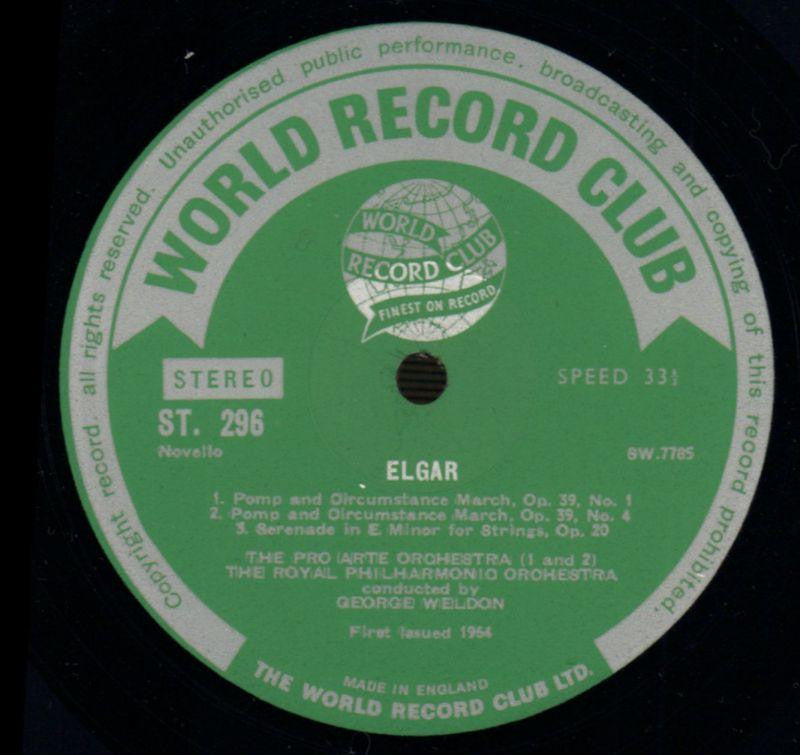 Copyright record. all rights reserved. Unauthorised public performance. broadcasting and copying of this record prohibited.
WORLD RECORD CLUB
WORLD
RECORD CLUB
FINEST ON RECORD
STEREO
SPEED 33⅓
ST. 296
Novello
SW.7785
ELGAR
1. Pomp and Circumstance March, Op. 39, No. 1
2. Pomp and Circumstance March, Op. 39, No. 4
3. Serenade in E Minor for Strings, Op. 20
THE PRO ARTE ORCHESTRA (1 and 2)
THE ROYAL PHILHARMONIC ORCHESTRA
conducted by
GEORGE WELDON
First Issued 1964
MADE IN ENGLAND
THE WORLD RECORD CLUB LTD.